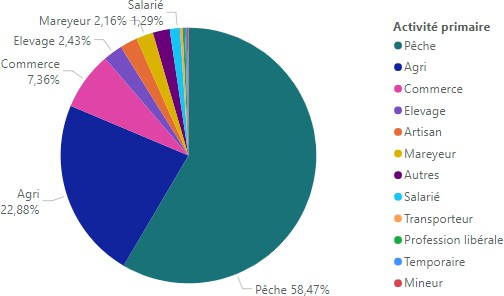 Salarié
1,29%
Mareyeur 2,16%
Elevage 2,43%
Commerce
7,36%
Agri
22,88%
Pêche 58,47%
Activité primaire
Pêche
Agri
Commerce
Elevage
Artisan
Mareyeur
Autres
Salarié
Transporteur
Profession libérale
Temporaire
Mineur